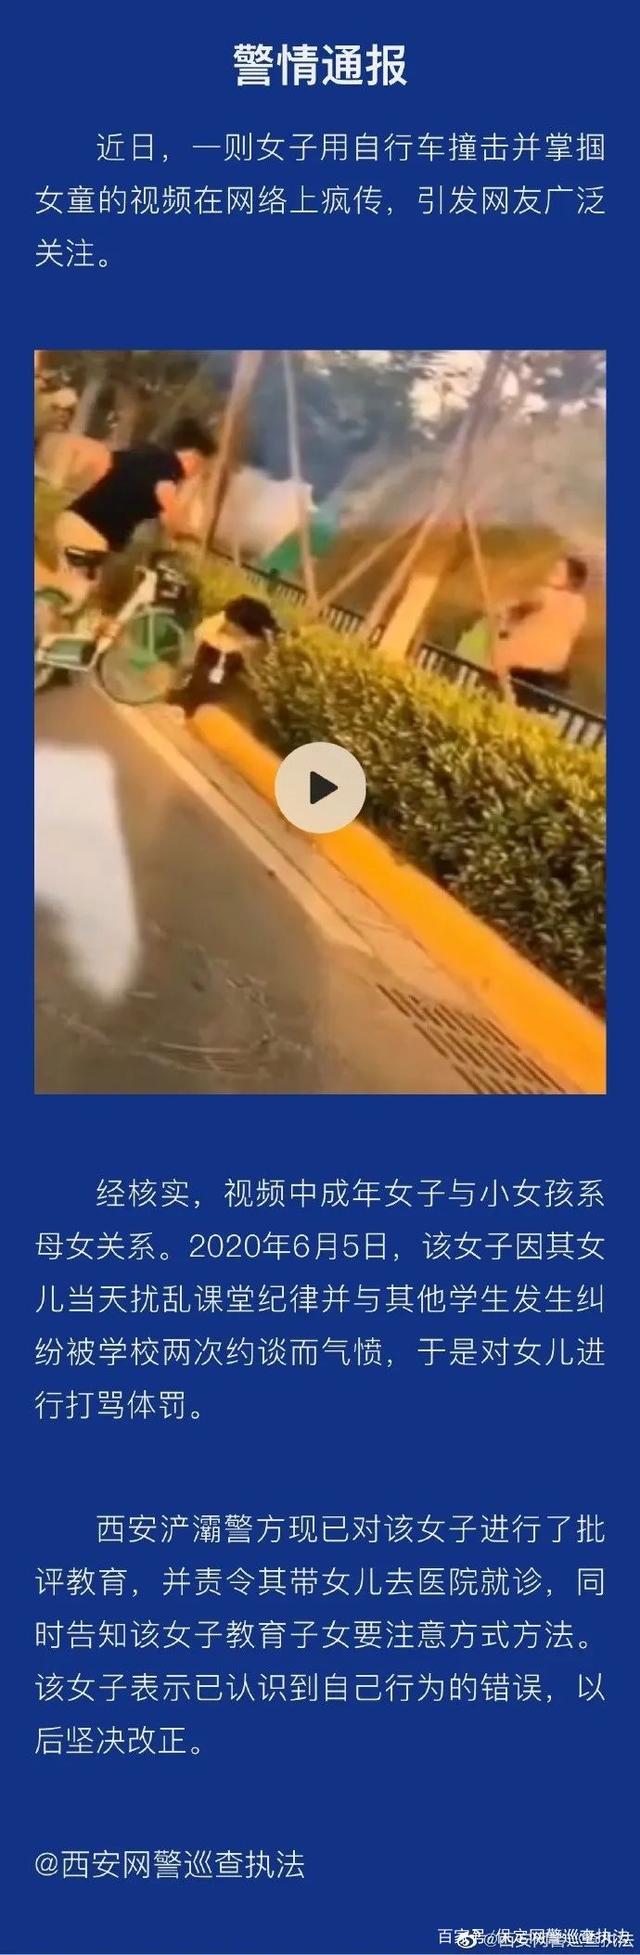 警情通报
近日，一则女子用自行车撞击并掌掴
女童的视频在网络上疯传，引发网友广泛
关注。
经核实，视频中成年女子与小女孩系
母女关系。2020年6月5日，该女子因其女
儿当天扰乱课堂纪律并与其他学生发生纠
纷被学校两次约谈而气愤，于是对女儿进
行打骂体罚。
西安浐灞警方现已对该女子进行了批
评教育，并责令其带女儿去医院就诊，同
时告知该女子教育子女要注意方式方法。
该女子表示已认识到自己行为的错误，以
后坚决改正。
@西安网警巡查执法
百家号/保定网警巡查执法
@西安网警巡查执法